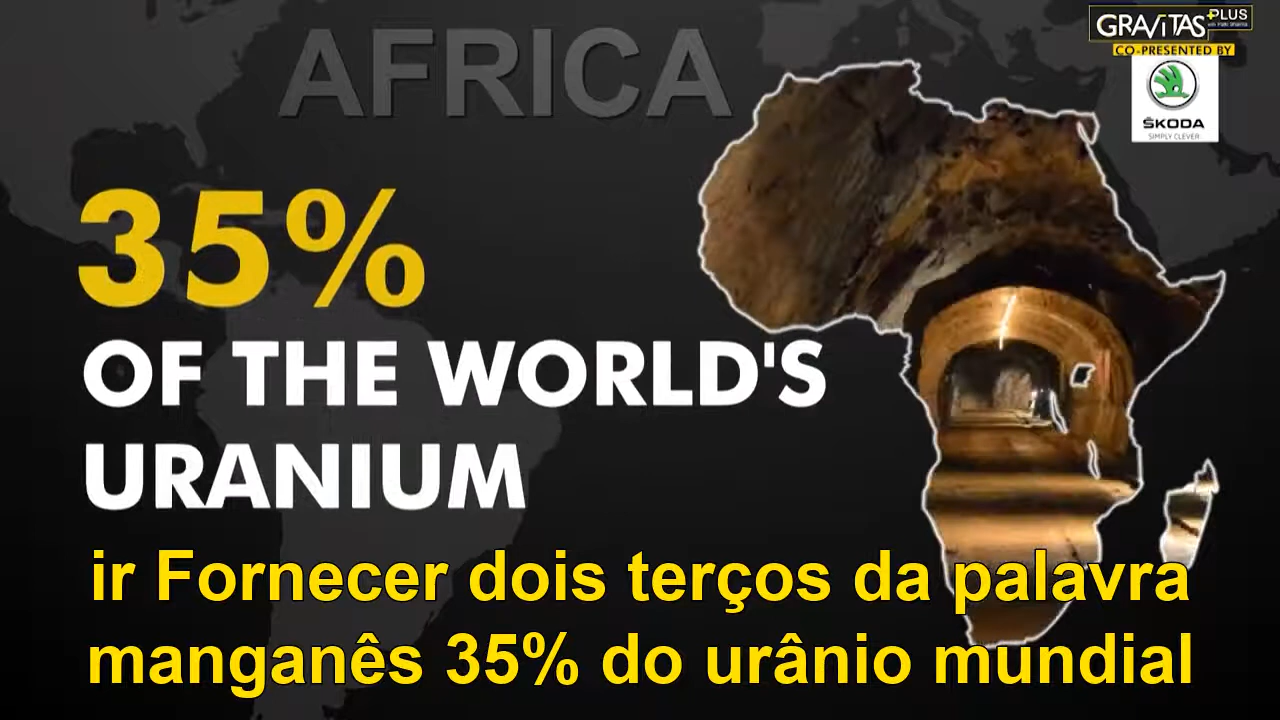 AFRICA
GRAVITAS PLUS
CO-PRESENTED BY
ŠKODA
SIMPLY CLEVER
35%
OF THE WORLD'S
URANIUM
ir Fornecer dois terços da palavra
manganês 35% do urânio mundial